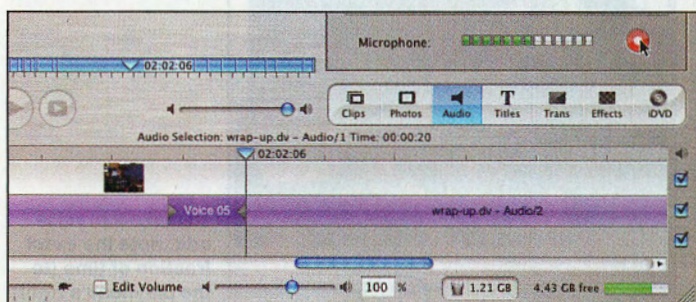 Microphone:
02:02:06
Clips Photos Audio Titles Trans Effects iDVD
Audio Selection: wrap-up.dv - Audio/1 Time: 00:00:20
02:02:06
Voice 05 wrap-up.dv - Audio/2
Edit Volume 100 % 1.21 GB 4.43 GB free